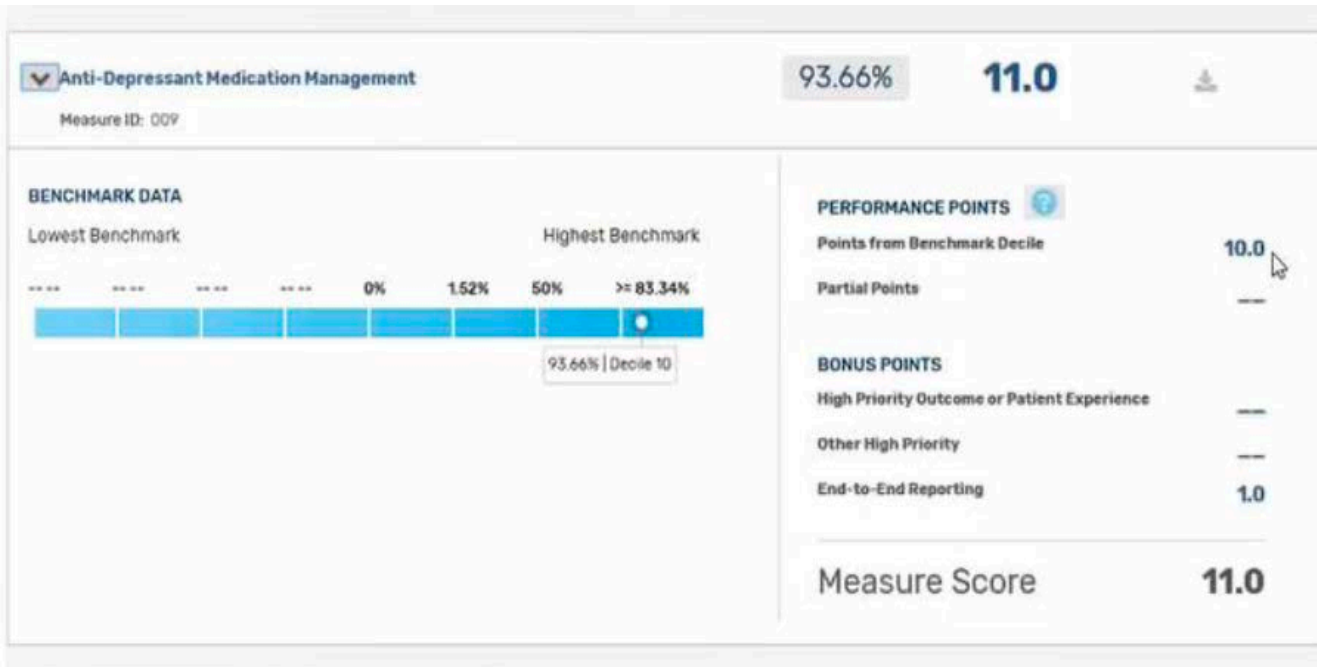 Anti-Depressant Medication Management
93.66%
11.0
Measure ID: 009
BENCHMARK DATA
Lowest Benchmark
Highest Benchmark
-- --
-- --
-- --
-- --
0%
1.52%
50%
>= 83.34%
93.66% | Decile 10
PERFORMANCE POINTS ?
Points from Benchmark Decile
10.0
Partial Points
--
BONUS POINTS
High Priority Outcome or Patient Experience
--
Other High Priority
--
End-to-End Reporting
1.0
Measure Score
11.0